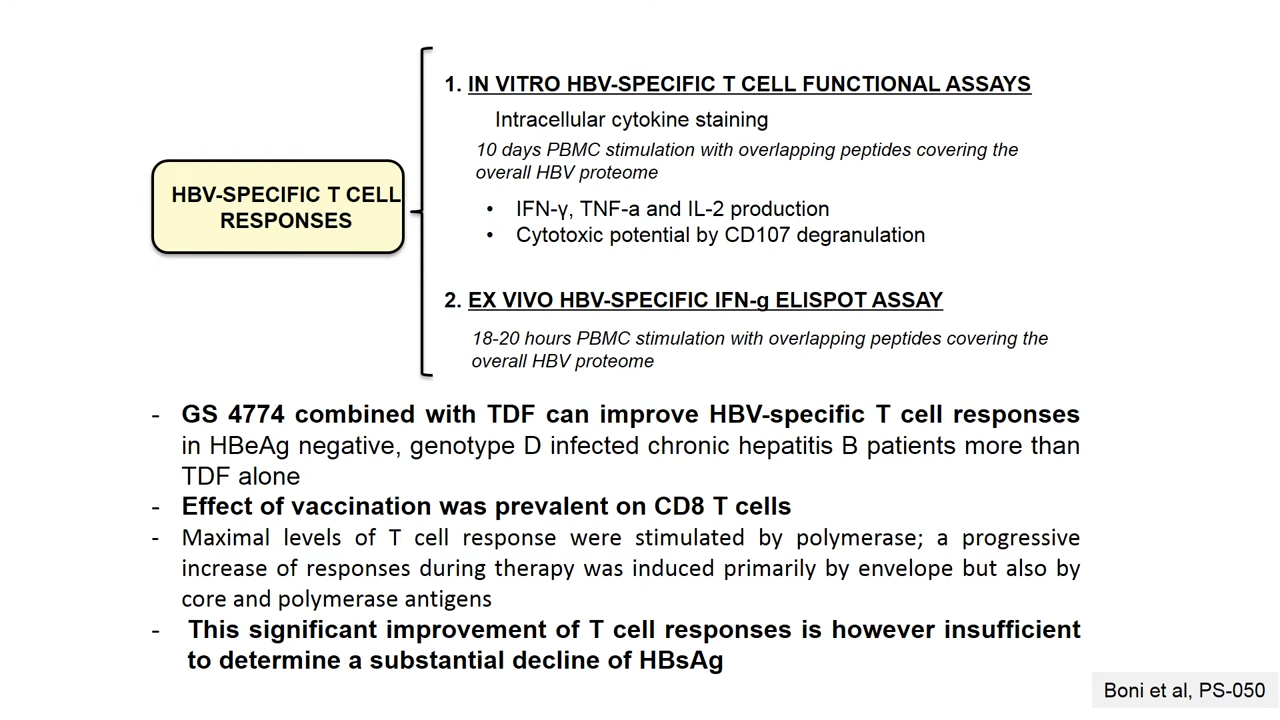 HBV-SPECIFIC T CELL
RESPONSES
1. IN VITRO HBV-SPECIFIC T CELL FUNCTIONAL ASSAYS
Intracellular cytokine staining
10 days PBMC stimulation with overlapping peptides covering the
overall HBV proteome
• IFN-γ, TNF-a and IL-2 production
• Cytotoxic potential by CD107 degranulation
2. EX VIVO HBV-SPECIFIC IFN-g ELISPOT ASSAY
18-20 hours PBMC stimulation with overlapping peptides covering the
overall HBV proteome
- GS 4774 combined with TDF can improve HBV-specific T cell responses
in HBeAg negative, genotype D infected chronic hepatitis B patients more than
TDF alone
- Effect of vaccination was prevalent on CD8 T cells
- Maximal levels of T cell response were stimulated by polymerase; a progressive
increase of responses during therapy was induced primarily by envelope but also by
core and polymerase antigens
- This significant improvement of T cell responses is however insufficient
to determine a substantial decline of HBsAg
Boni et al, PS-050